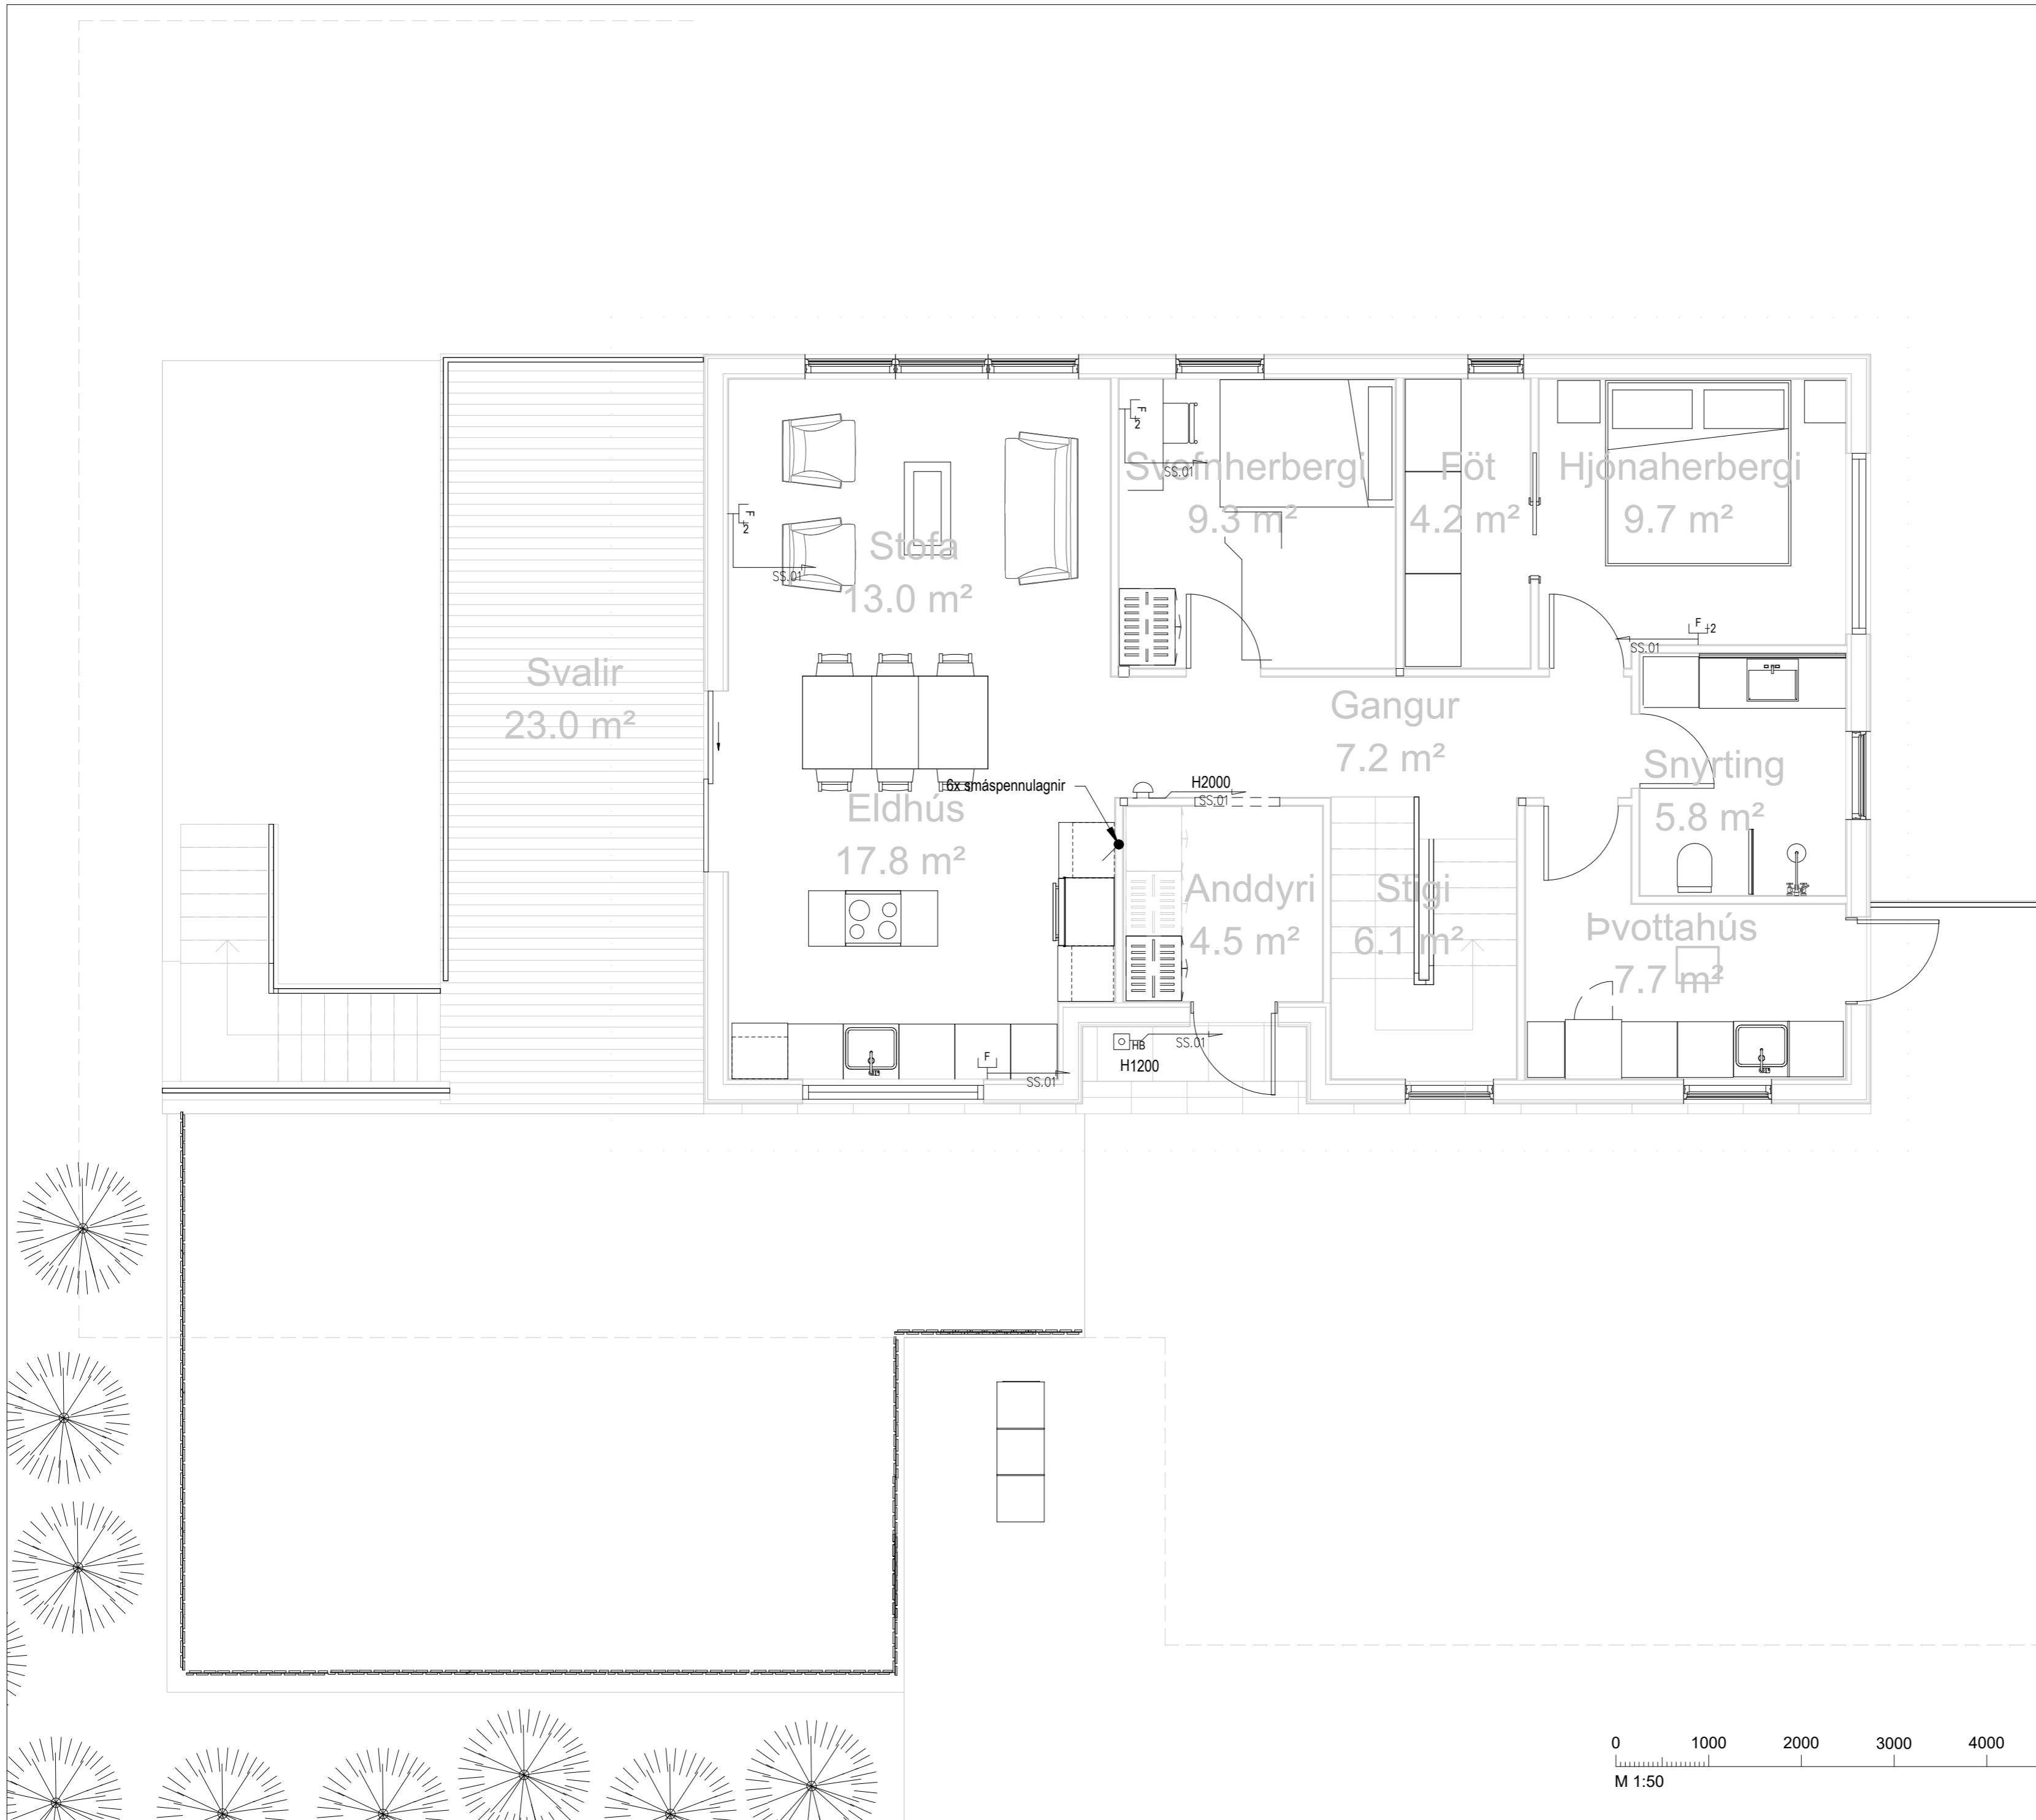 F
2
SS.01
Svefnherbergi
9.3 m²
Föt
4.2 m²
Hjónaherbergi
9.7 m²
F
2
SS.01
Stofa
13.0 m²
F
2
SS.01
Svalir
23.0 m²
Gangur
7.2 m²
Snyrting
5.8 m²
6x smáspennulagnir
H2000
SS.01
Eldhús
17.8 m²
Anddyri
4.5 m²
Stigi
6.1 m²
Þvottahús
7.7 m²
F
SS.01
HB
SS.01
H1200
0 1000 2000 3000 4000
M 1:50